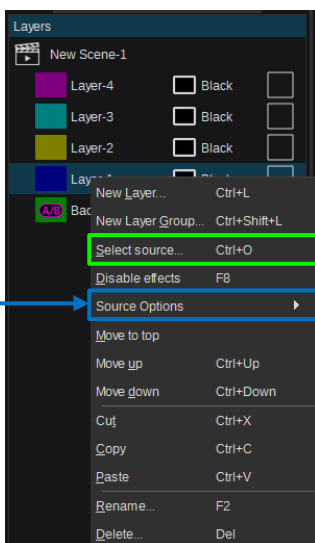 Layers
New Scene-1
Layer-4 Black
Layer-3 Black
Layer-2 Black
A/B
New Layer... Ctrl+L
New Layer Group... Ctrl+Shift+L
Select source... Ctrl+O
Disable effects F8
Source Options
Move to top
Move up Ctrl+Up
Move down Ctrl+Down
Cut Ctrl+X
Copy Ctrl+C
Paste Ctrl+V
Rename... F2
Delete... Del